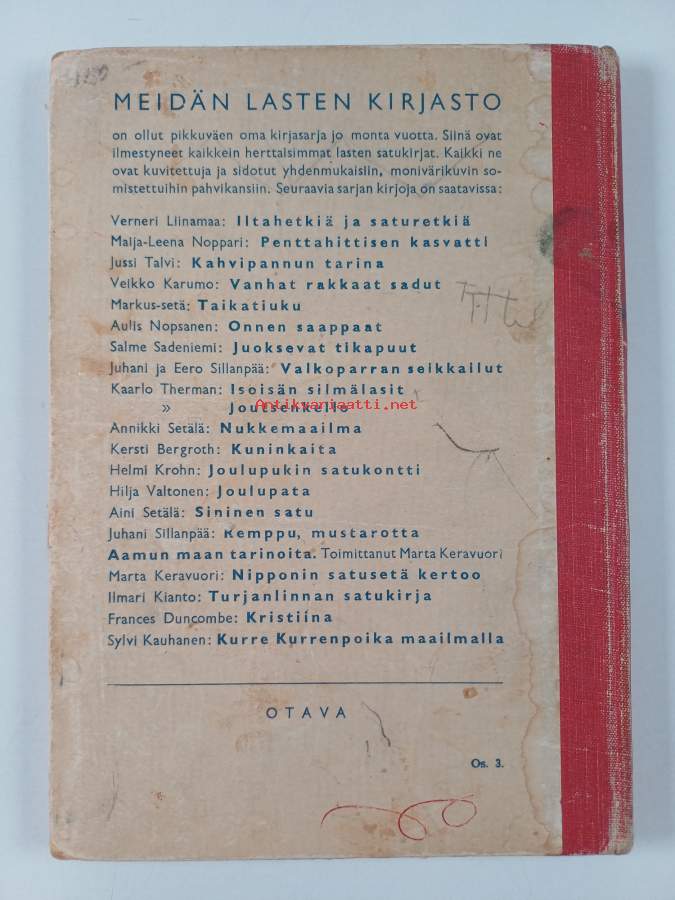 MEIDÄN LASTEN KIRJASTO
on ollut pikkuväen oma kirjasarja jo monta vuotta. Siinä ovat
ilmestyneet kaikkein herttaisimmat lasten satukirjat. Kaikki ne
ovat kuvitettuja ja sidotut yhdenmukaisiin, monivärikuvin so-
mistettuihin pahvikansiin. Seuraavia sarjan kirjoja on saatavissa:
Verneri Liinamaa: Iltahetkiä ja saturetkiä
Maija-Leena Noppari: Penttahittisen kasvatti
Jussi Talvi: Kahvipannun tarina
Veikko Karumo: Vanhat rakkaat sadut
Markus-setä: Taikatiuku
Aulis Nopsanen: Onnen saappaat
Salme Sadeniemi: Juoksevat tikapuut
Juhani ja Eero Sillanpää: Valkoparran seikkailut
Kaarlo Therman: Isoisän silmälasit
» Joutsenkello
Antikvariaatti.net
Annikki Setälä: Nukkemaailma
Kersti Bergroth: Kuninkaita
Helmi Krohn: Joulupukin satukontti
Hilja Valtonen: Joulupata
Aini Setälä: Sininen satu
Juhani Sillanpää: Remppu, mustarotta
Aamun maan tarinoita. Toimittanut Marta Keravuori
Marta Keravuori: Nipponin satusetä kertoo
Ilmari Kianto: Turjanlinnan satukirja
Frances Duncombe: Kristiina
Sylvi Kauhanen: Kurre Kurrenpoika maailmalla
OTAVA
Os. 3.